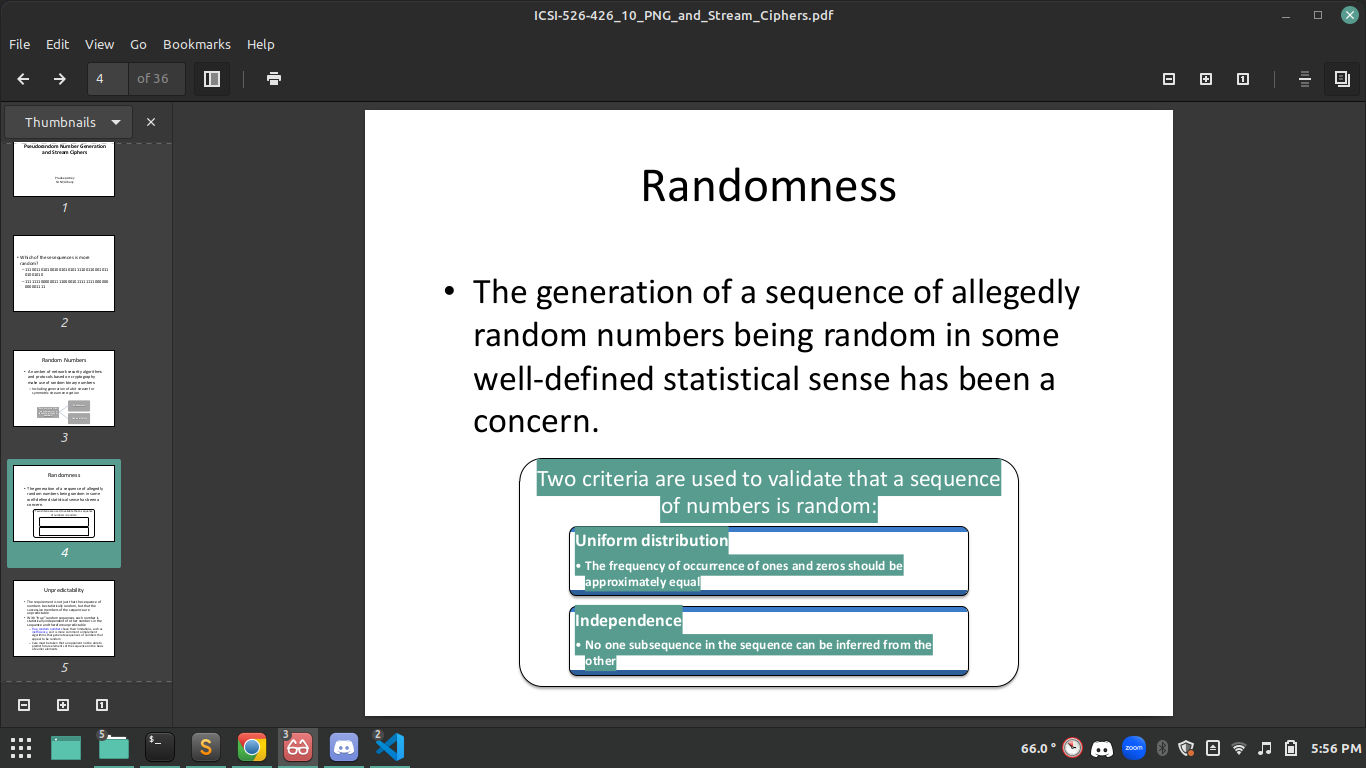 ICSI-526-426_10_PNG_and_Stream_Ciphers.pdf
File Edit View Go Bookmarks Help
4 of 36
Thumbnails
Pseudorandom Number Generation
and Stream Ciphers
1
Which of these sequences is more
random?
2
Random Numbers
• A number of network security algorithms
and protocols based on cryptography
make use of random binary numbers
3
Randomness
• The generation of a sequence of allegedly
random numbers being random in some
well-defined statistical sense has been a
concern.
4
Unpredictability
5
Randomness
• The generation of a sequence of allegedly
random numbers being random in some
well-defined statistical sense has been a
concern.
Two criteria are used to validate that a sequence
of numbers is random:
Uniform distribution
• The frequency of occurrence of ones and zeros should be
approximately equal
Independence
• No one subsequence in the sequence can be inferred from the
other
5
$_
S
3
2
66.0 °
zoom
5:56 PM